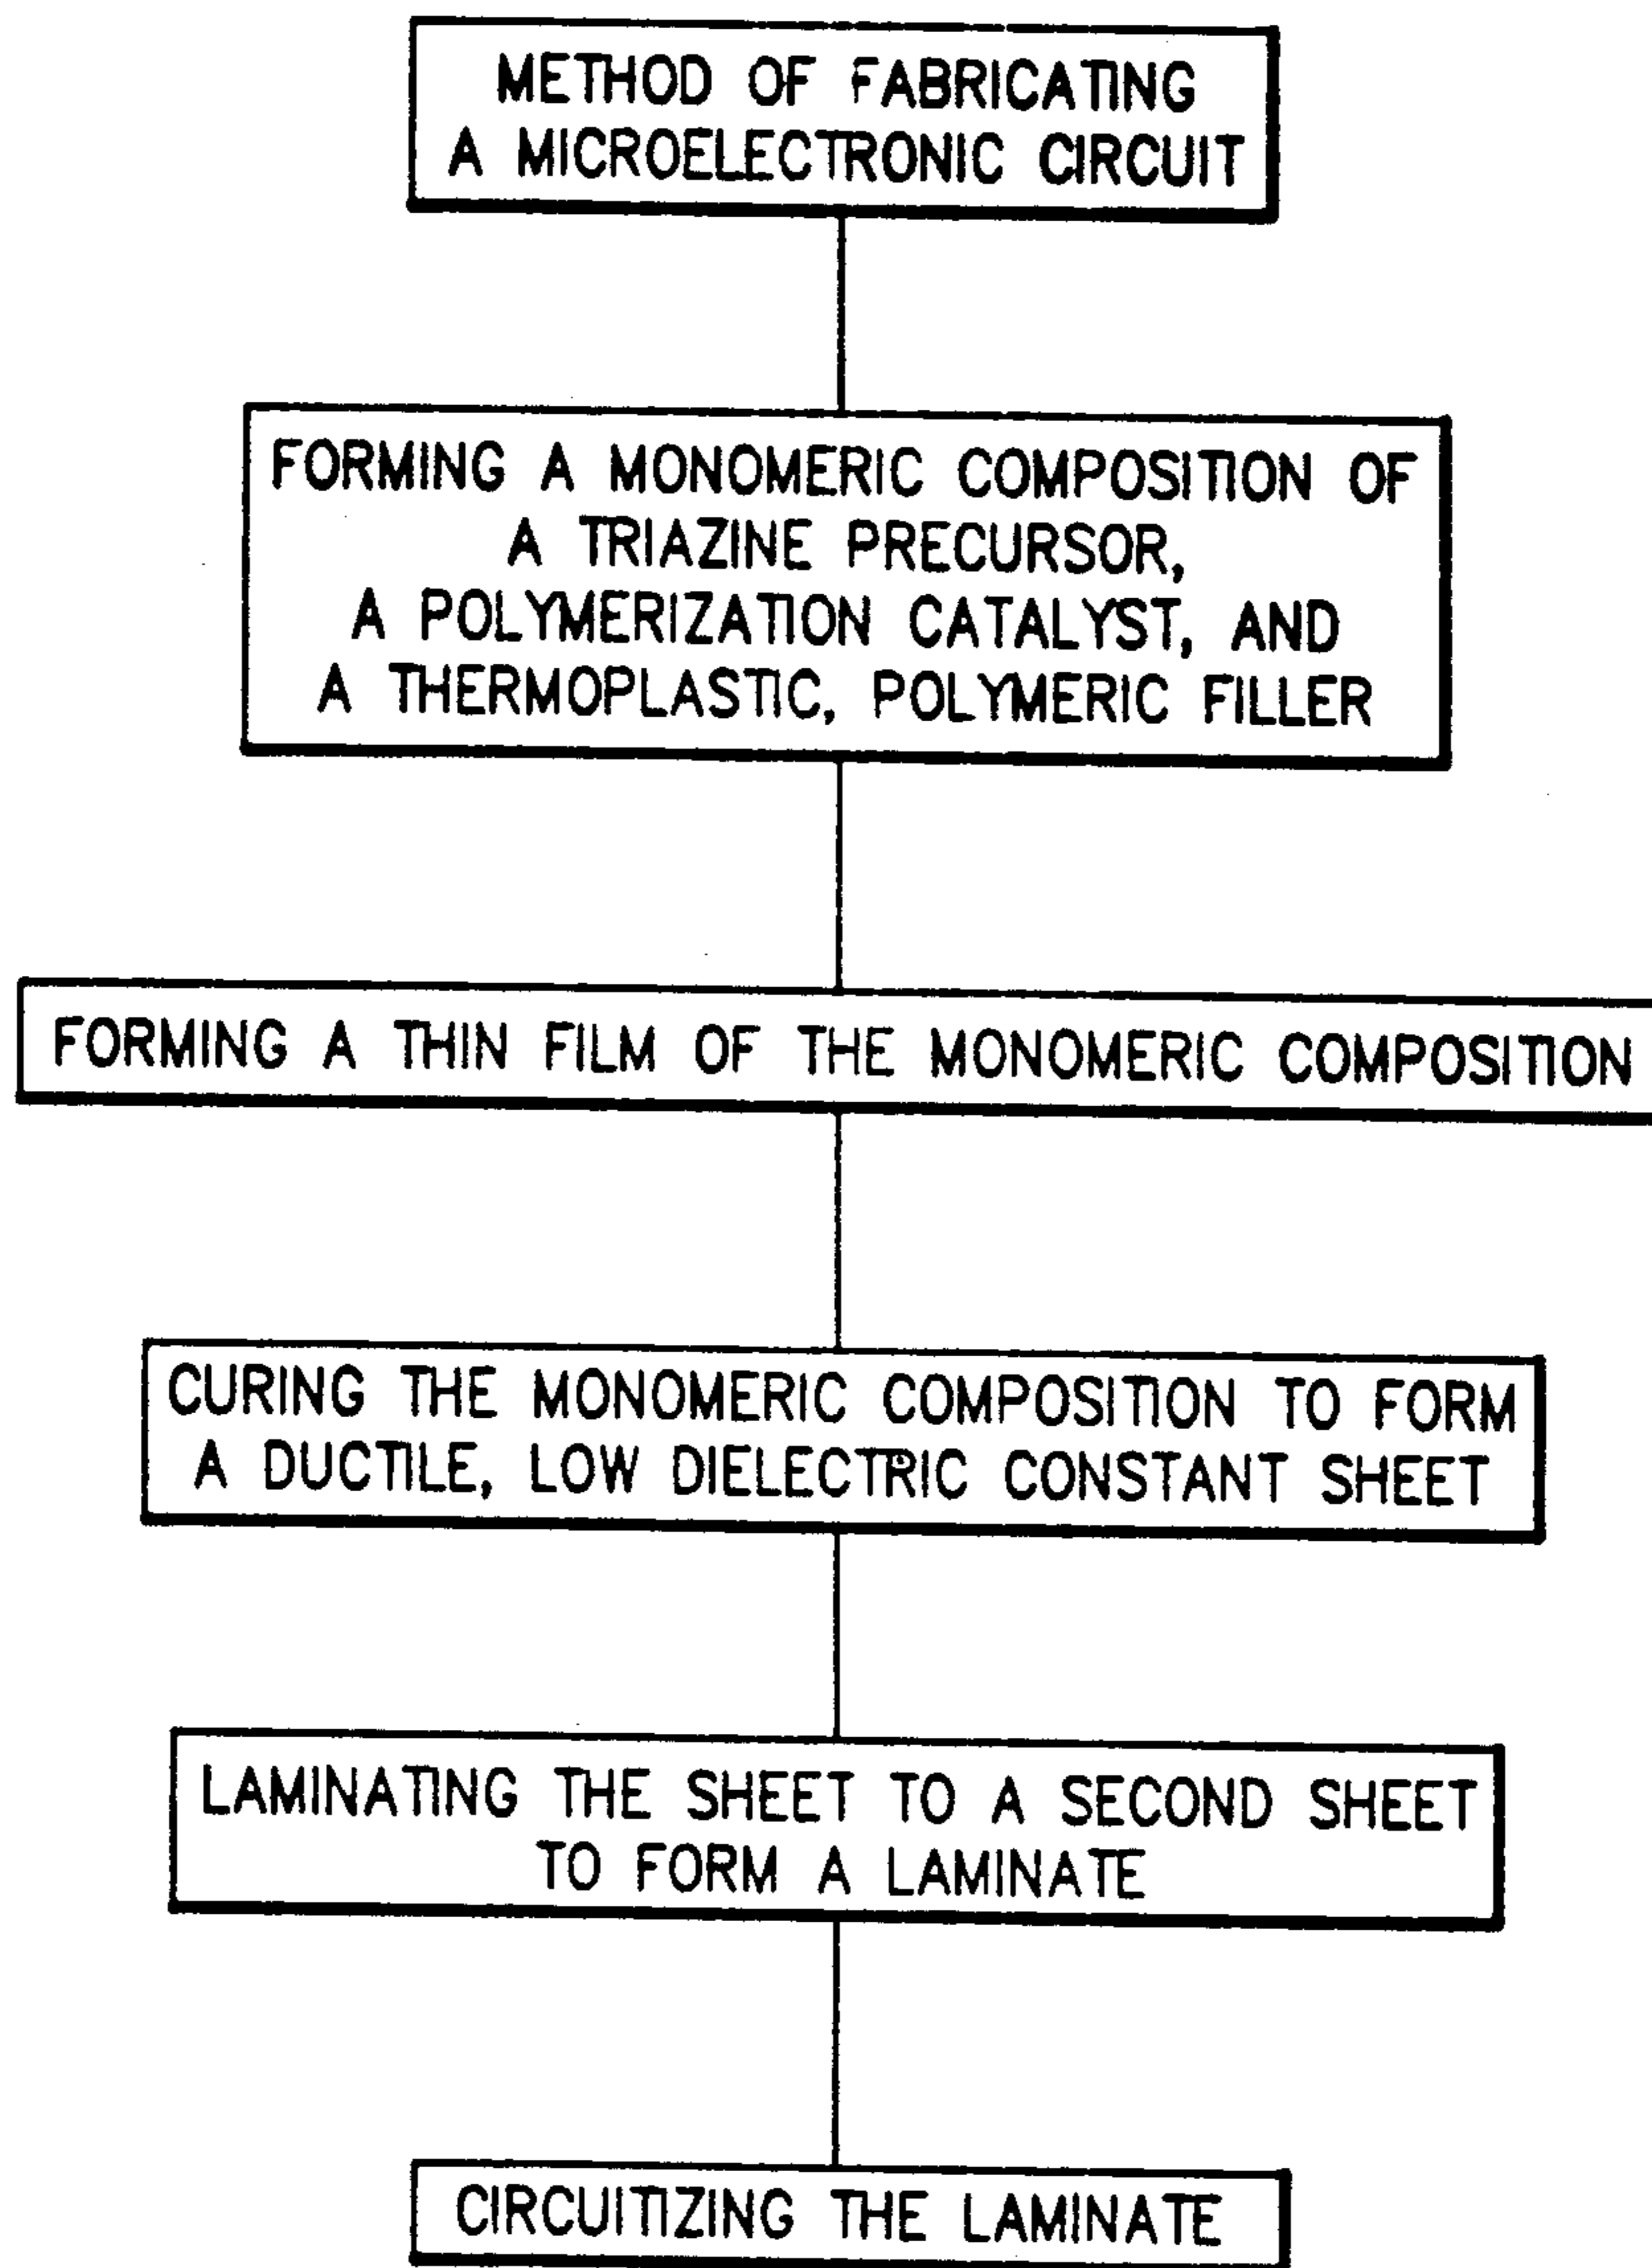 METHOD OF FABRICATING
A MICROELECTRONIC CIRCUIT
FORMING A MONOMERIC COMPOSITION OF
A TRIAZINE PRECURSOR,
A POLYMERIZATION CATALYST, AND
A THERMOPLASTIC, POLYMERIC FILLER
FORMING A THIN FILM OF THE MONOMERIC COMPOSITION
CURING THE MONOMERIC COMPOSITION TO FORM
A DUCTILE, LOW DIELECTRIC CONSTANT SHEET
LAMINATING THE SHEET TO A SECOND SHEET
TO FORM A LAMINATE
CIRCUITIZING THE LAMINATE